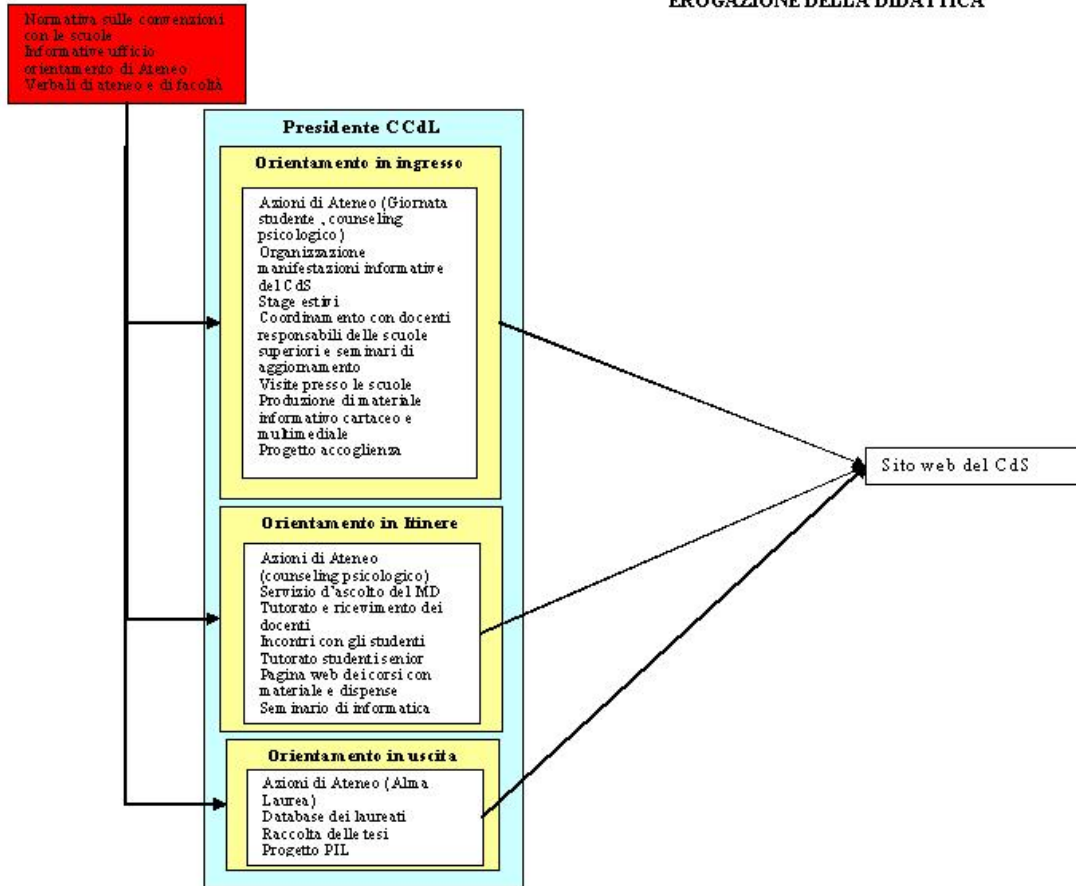 EROGAZIONE DELLA DIDATTICA
Normativa sulle convenzioni
con le scuole
Informative ufficio
orientamento di Ateneo
Verbali di ateneo e di facoltà
Presidente CCdL
Orientamento in ingresso
Azioni di Ateneo (Giornata
studente , counseling
psicologico)
Organizzazione
manifestazioni informative
del CdS
Stage estivi
Coordinamento con docenti
responsabili delle scuole
superiori e seminari di
aggiornamento
Visite presso le scuole
Produzione di materiale
informativo cartaceo e
multimediale
Progetto accoglienza
Sito web del CdS
Orientamento in Itinere
Azioni di Ateneo
(counseling psicologico)
Servizio d'ascolto del MD
Tutorato e ricevimento dei
docenti
Incontri con gli studenti
Tutorato studenti senior
Pagina web dei corsi con
materiale e dispense
Seminario di informatica
Orientamento in uscita
Azioni di Ateneo (Alma
Laurea)
Database dei laureati
Raccolta delle tesi
Progetto PIL